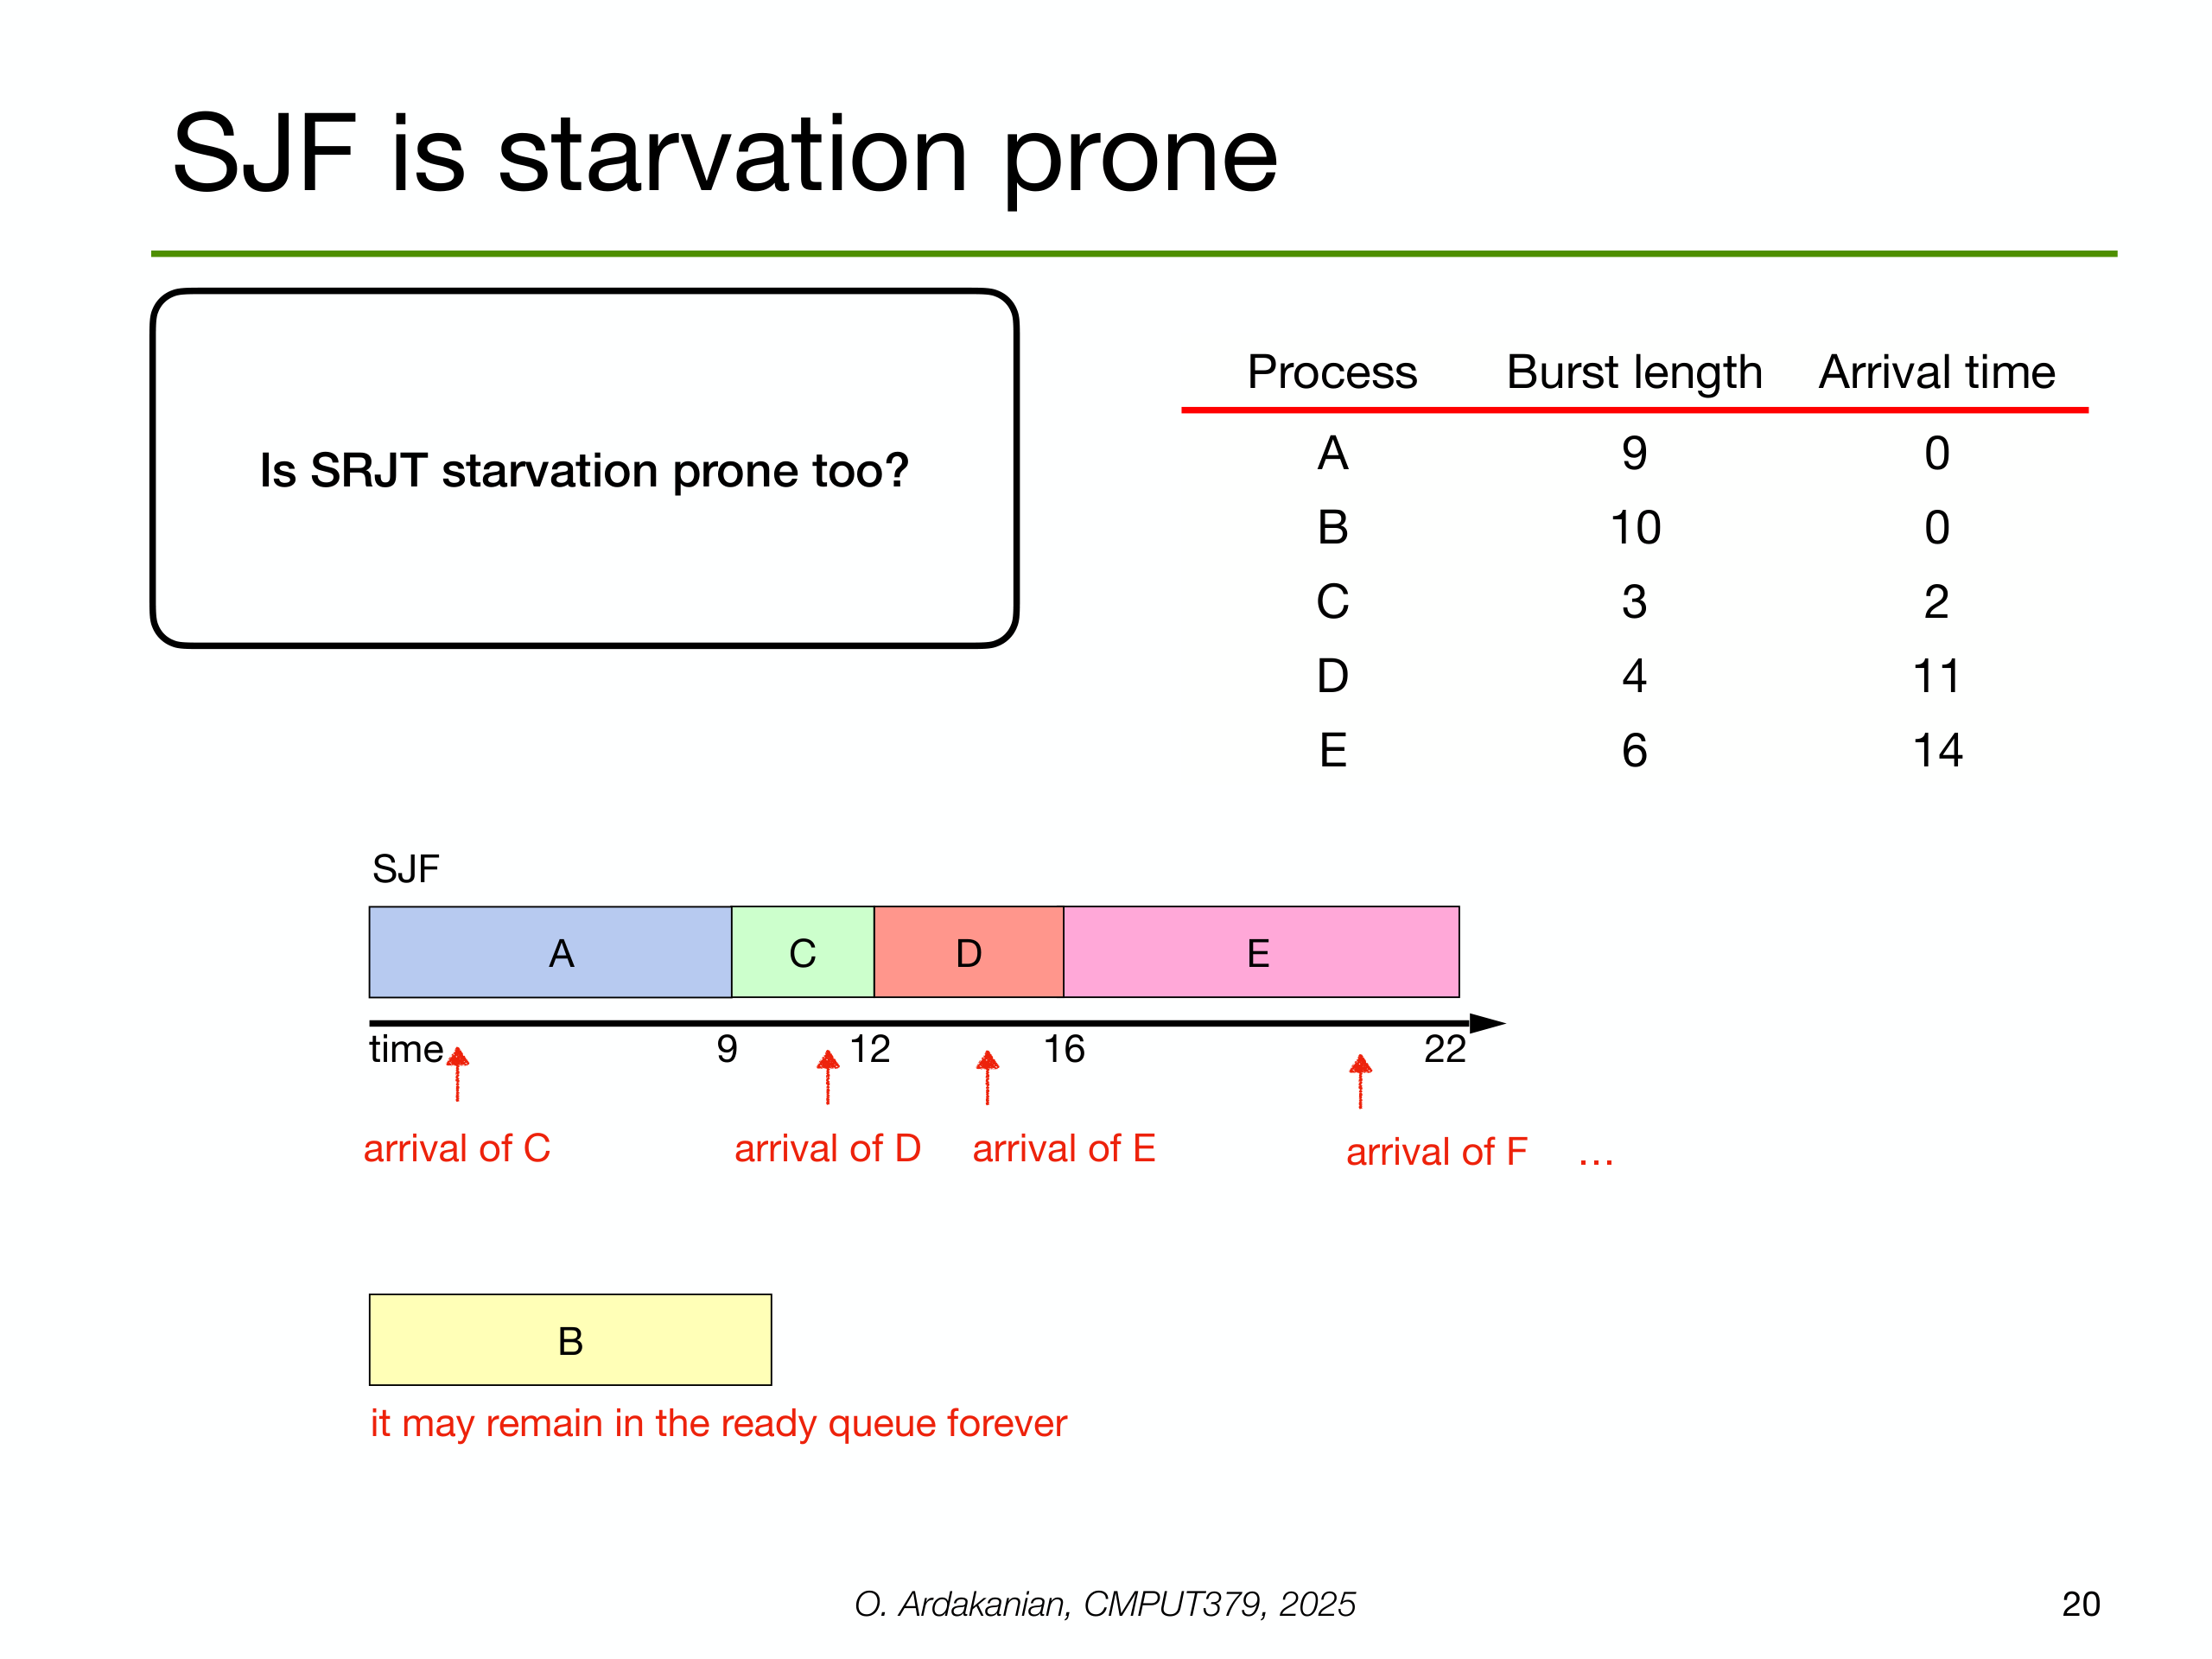 SJF is starvation prone
Is SRJT starvation prone too?
Process Burst length Arrival time
A 9 0
B 10 0
C 3 2
D 4 11
E 6 14
SJF
A C D E
time 9 12 16 22
arrival of C arrival of D arrival of E arrival of F ...
B
it may remain in the ready queue forever
O. Ardakanian, CMPUT379, 2025 20